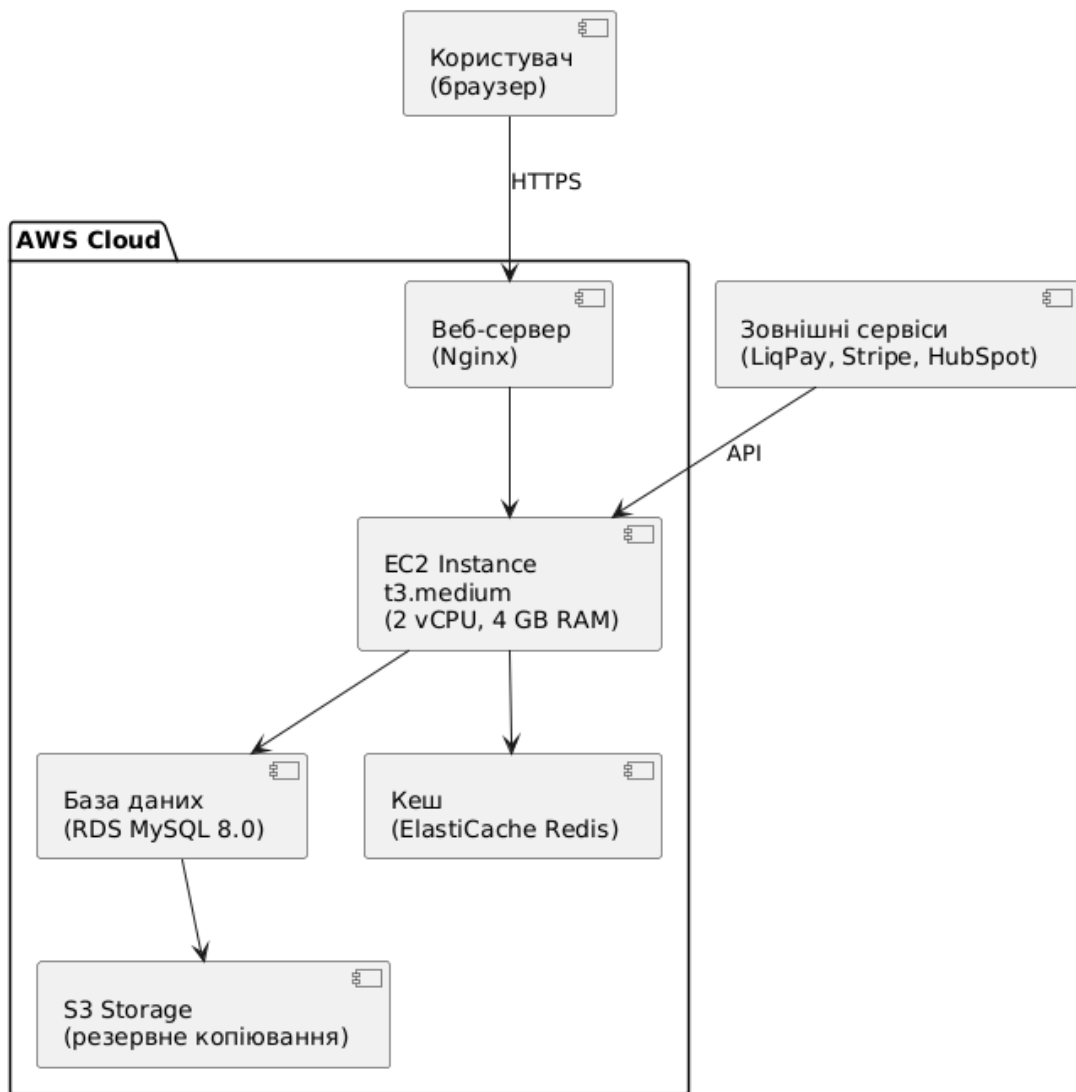 Користувач
(браузер)
HTTPS
AWS Cloud
Веб-сервер
(Nginx)
Зовнішні сервіси
(LiqPay, Stripe, HubSpot)
API
EC2 Instance
t3.medium
(2 vCPU, 4 GB RAM)
База даних
(RDS MySQL 8.0)
Кеш
(ElastiCache Redis)
S3 Storage
(резервне копіювання)